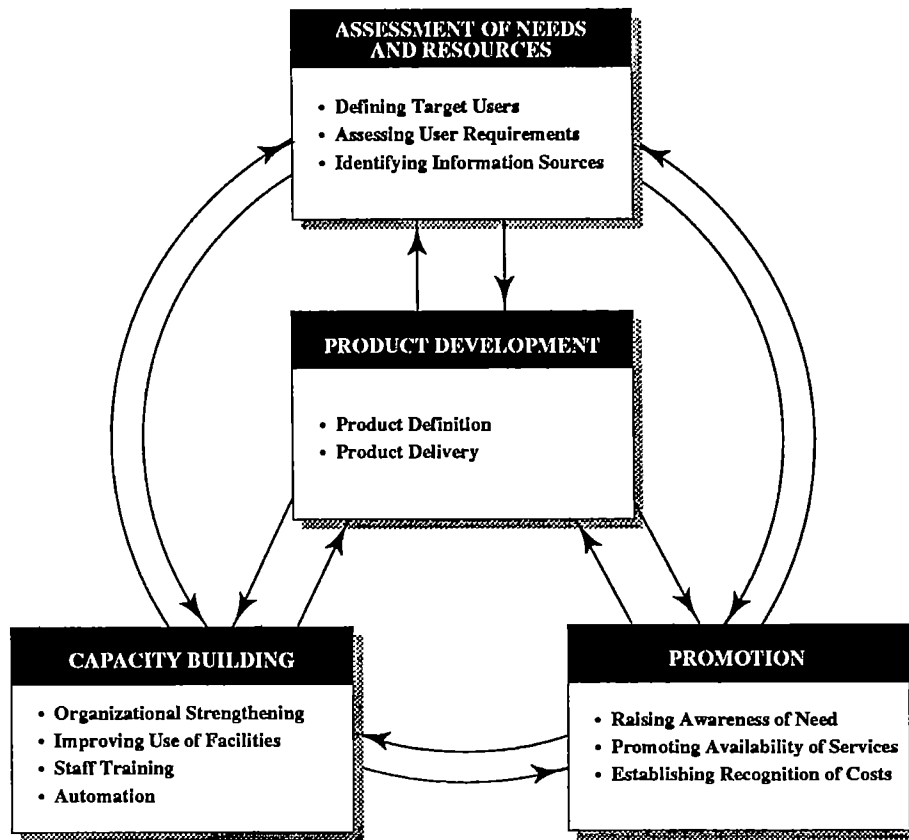 ASSESSMENT OF NEEDS
AND RESOURCES
• Defining Target Users
• Assessing User Requirements
• Identifying Information Sources
PRODUCT DEVELOPMENT
• Product Definition
• Product Delivery
CAPACITY BUILDING
• Organizational Strengthening
• Improving Use of Facilities
• Staff Training
• Automation
PROMOTION
• Raising Awareness of Need
• Promoting Availability of Services
• Establishing Recognition of Costs